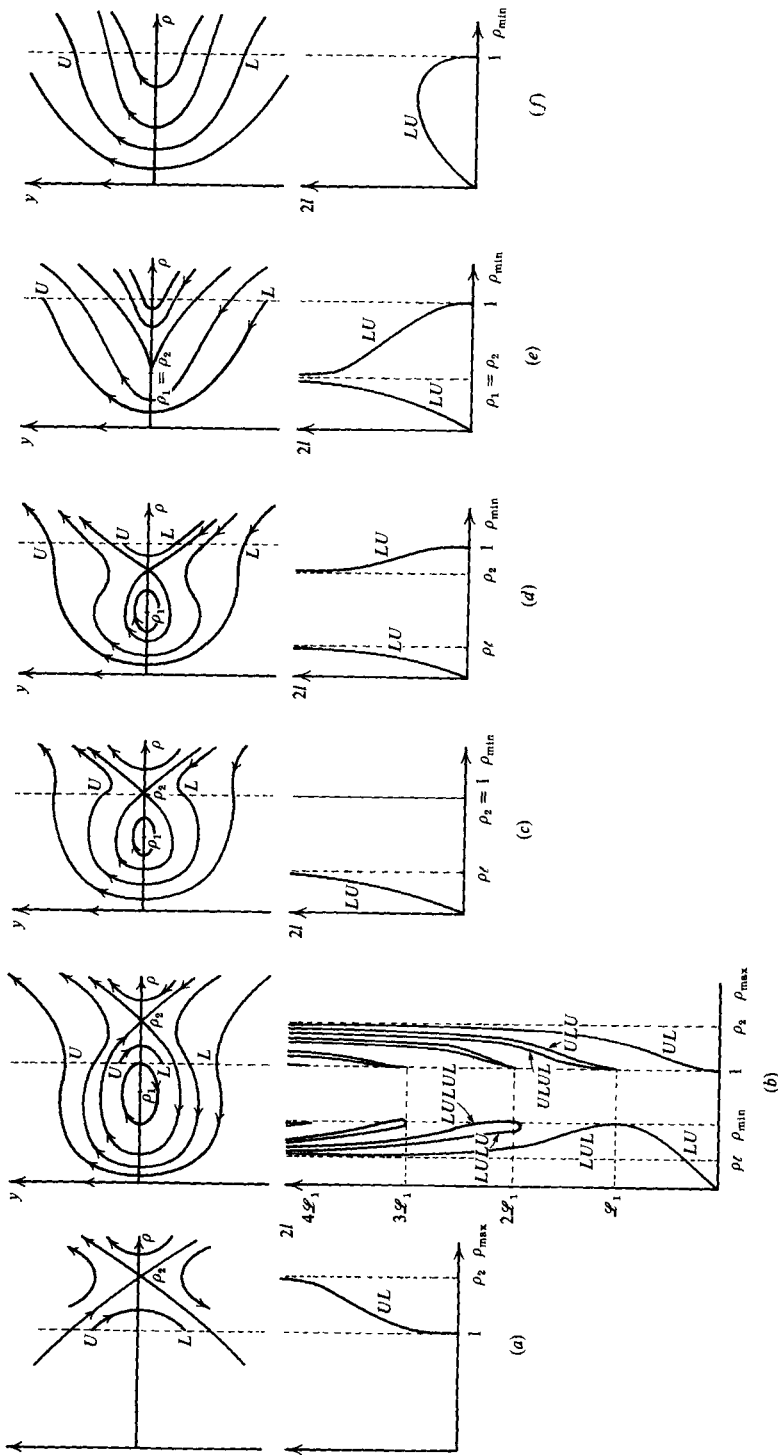 y
ρ
U
L
ρ₂
UL
1
ρ₂ ρmax
(a)
y
ρ
U
U
L
L
ρ₁
ρ₂
2l
4ℒ₁
3ℒ₁
2ℒ₁
ℒ₁
LULUL
LULU
LUL
LU
ULU
ULUL
UL
ρℓ ρmin
1
ρ₂ ρmax
(b)
y
ρ
U
L
ρ₁
ρ₂
2l
LU
ρℓ
ρ₂ = 1 ρmin
(c)
y
ρ
U
U
L
L
ρ₁
2l
LU
LU
ρℓ
ρ₂
1 ρmin
(d)
y
ρ
U
L
ρ₁ = ρ₂
2l
LU
LU
ρ₁ = ρ₂
1 ρmin
(e)
y
ρ
U
L
2l
LU
1 ρmin
(f)